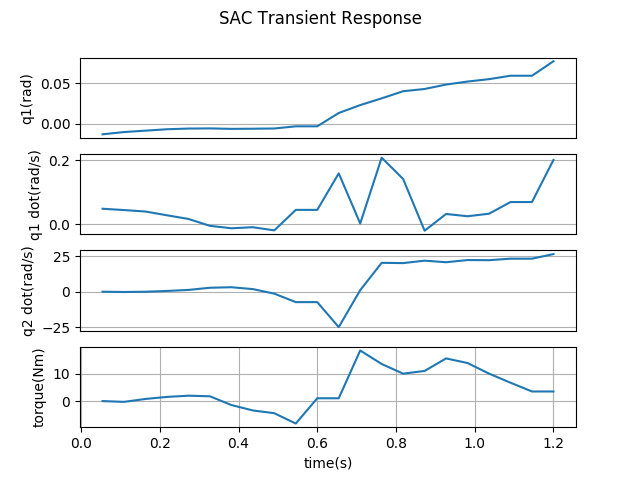 SAC Transient Response
q1(rad)
0.05
0.00
q1 dot(rad/s)
0.2
0.0
q2 dot(rad/s)
25
0
−25
torque(Nm)
10
0
0.0 0.2 0.4 0.6 0.8 1.0 1.2
time(s)